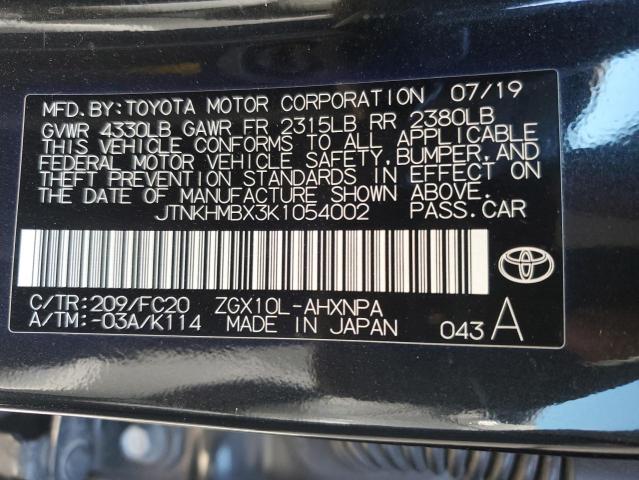 MFD.BY:TOYOTA MOTOR CORPORATION 07/19
GVWR 4330LB GAWR FR 2315LB RR 2380LB
THIS VEHICLE CONFORMS TO ALL APPLICABLE
FEDERAL MOTOR VEHICLE SAFETY, BUMPER, AND
THEFT PREVENTION STANDARDS IN EFFECT ON
THE DATE OF MANUFACTURE SHOWN ABOVE.
JTNKHMBX3K1054002 PASS.CAR
C/TR:209/FC20 ZGX10L-AHXNPA
A/TM:-03A/K114 MADE IN JAPAN 043 A